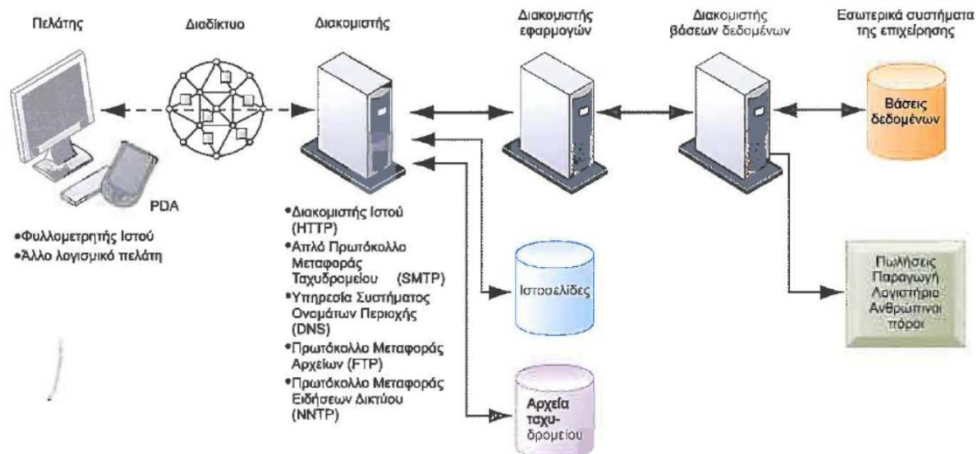 Πελάτης
Διαδίκτυο
Διακομιστής
Διακομιστής
εφαρμογών
Διακομιστής
βάσεων δεδομένων
Εσωτερικά συστήματα
της επιχείρησης
Βάσεις
δεδομένων
PDA
•Φυλλομετρητής Ιστού
•Άλλο λογισμικό πελάτη
•Διακομιστής Ιστού
(HTTP)
•Απλό Πρωτόκολλο
Μεταφοράς
Ταχυδρομείου (SMTP)
•Υπηρεσία Συστήματος
Ονομάτων Περιοχής
(DNS)
•Πρωτόκολλο Μεταφοράς
Αρχείων (FTP)
•Πρωτόκολλο Μεταφοράς
Ειδήσεων Δικτύου
(NNTP)
Ιστοσελίδες
Αρχεία
ταχυ-
δρομείου
Πωλήσεις
Παραγωγή
Λογιστήριο
Ανθρώπινοι
πόροι